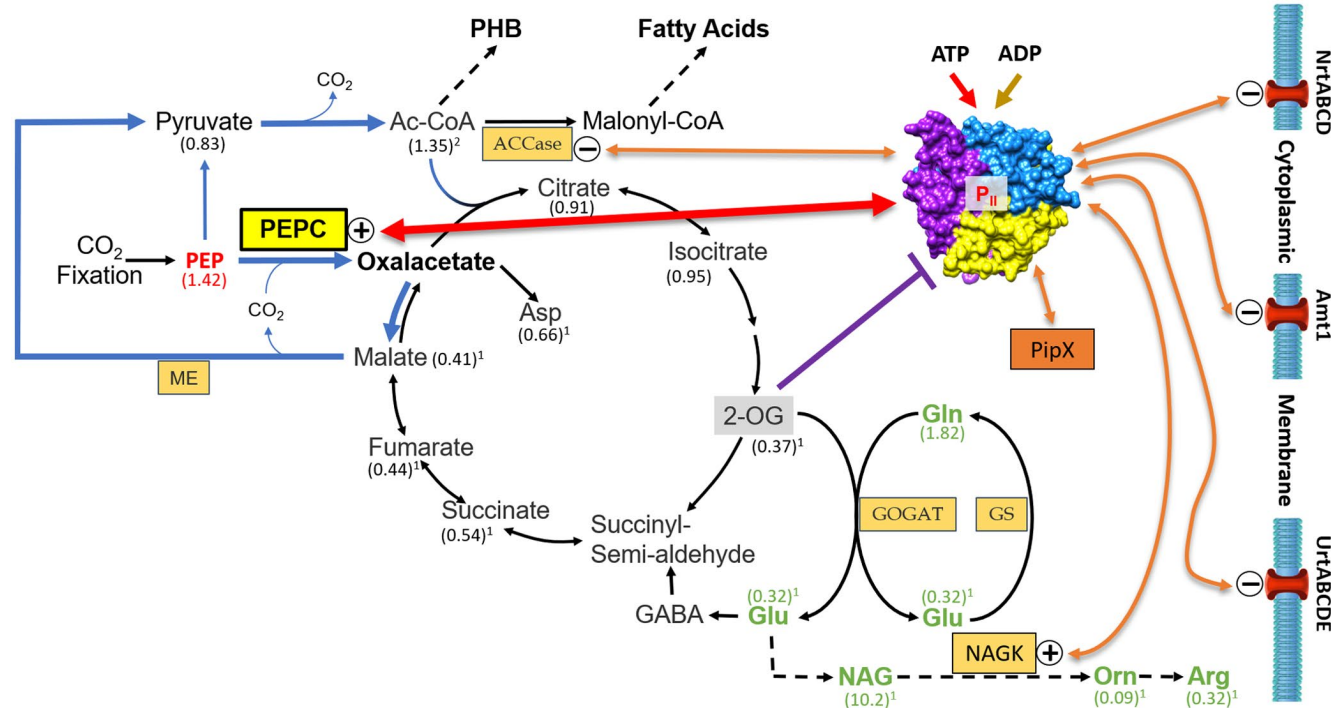 PHB
Fatty Acids
ATP
ADP
NrtABCD
CO₂
Pyruvate
(0.83)
Ac-CoA
(1.35)²
Malonyl-CoA
ACCase
−
−
Citrate
(0.91)
P_II
Cytoplasmic
PEPC
+
CO₂
Fixation
PEP
(1.42)
Oxalacetate
Isocitrate
(0.95)
CO₂
Asp
(0.66)¹
Amt1
−
PipX
Malate (0.41)¹
ME
Membrane
2-OG
(0.37)¹
Gln
(1.82)
Fumarate
(0.44)¹
Succinate
(0.54)¹
GOGAT
GS
Succinyl-
Semi-aldehyde
UrtABCDE
−
GABA
(0.32)¹
Glu
(0.32)¹
Glu
NAGK
+
NAG
(10.2)¹
Orn
(0.09)¹
Arg
(0.32)¹